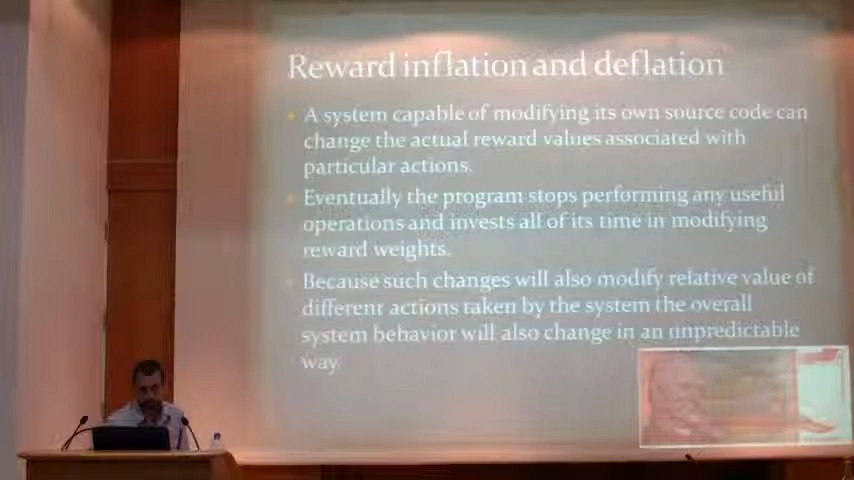 Reward inflation and deflation
A system capable of modifying its own source code can
change the actual reward values associated with
particular actions.
Eventually the program stops performing any useful
operations and invests all of its time in modifying
reward weights.
Because such changes will also modify relative value of
different actions taken by the system the overall
system behavior will also change in an unpredictable
way.